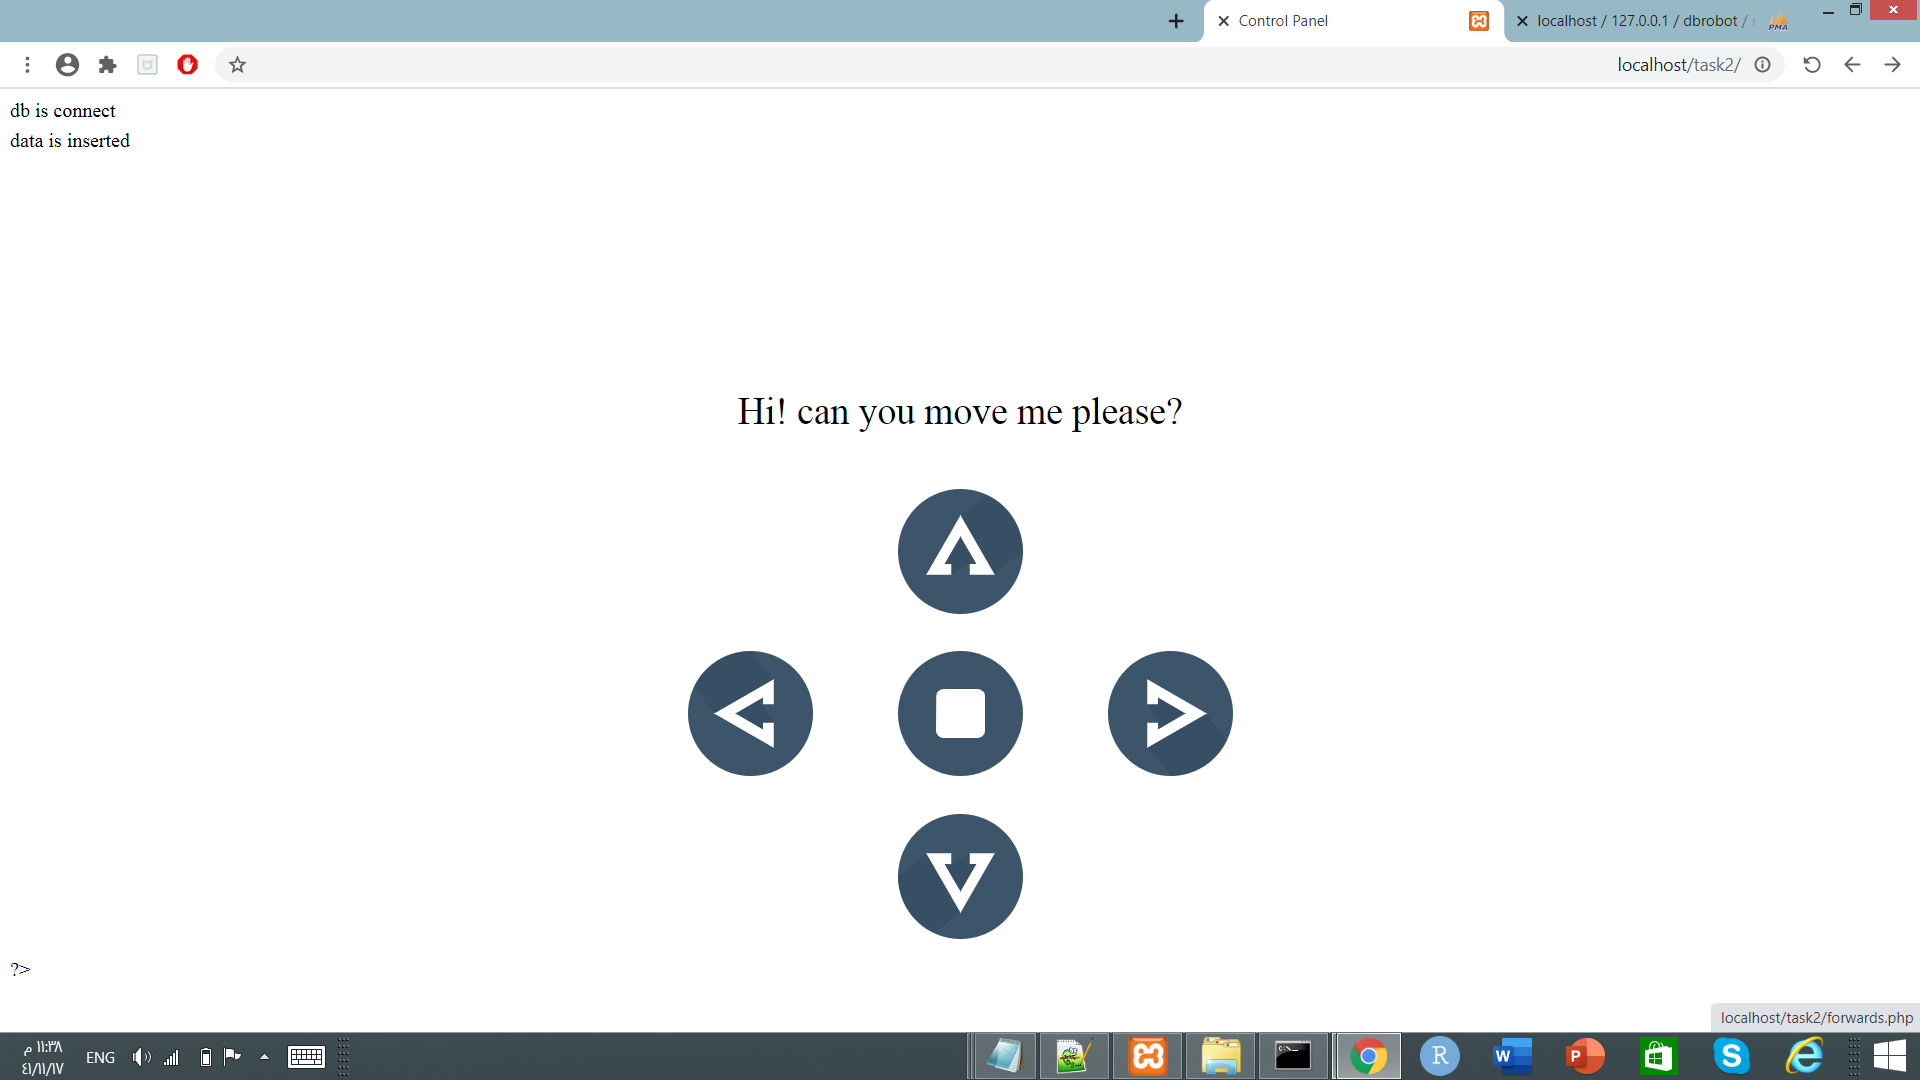 Control Panel
localhost / 127.0.0.1 / dbrobot /
PMA
localhost/task2/
db is connect
data is inserted
Hi! can you move me please?
?>
localhost/task2/forwards.php
١١:٣٨ م
ENG
٤١/١١/١٧
C:\_
R
W
P
S